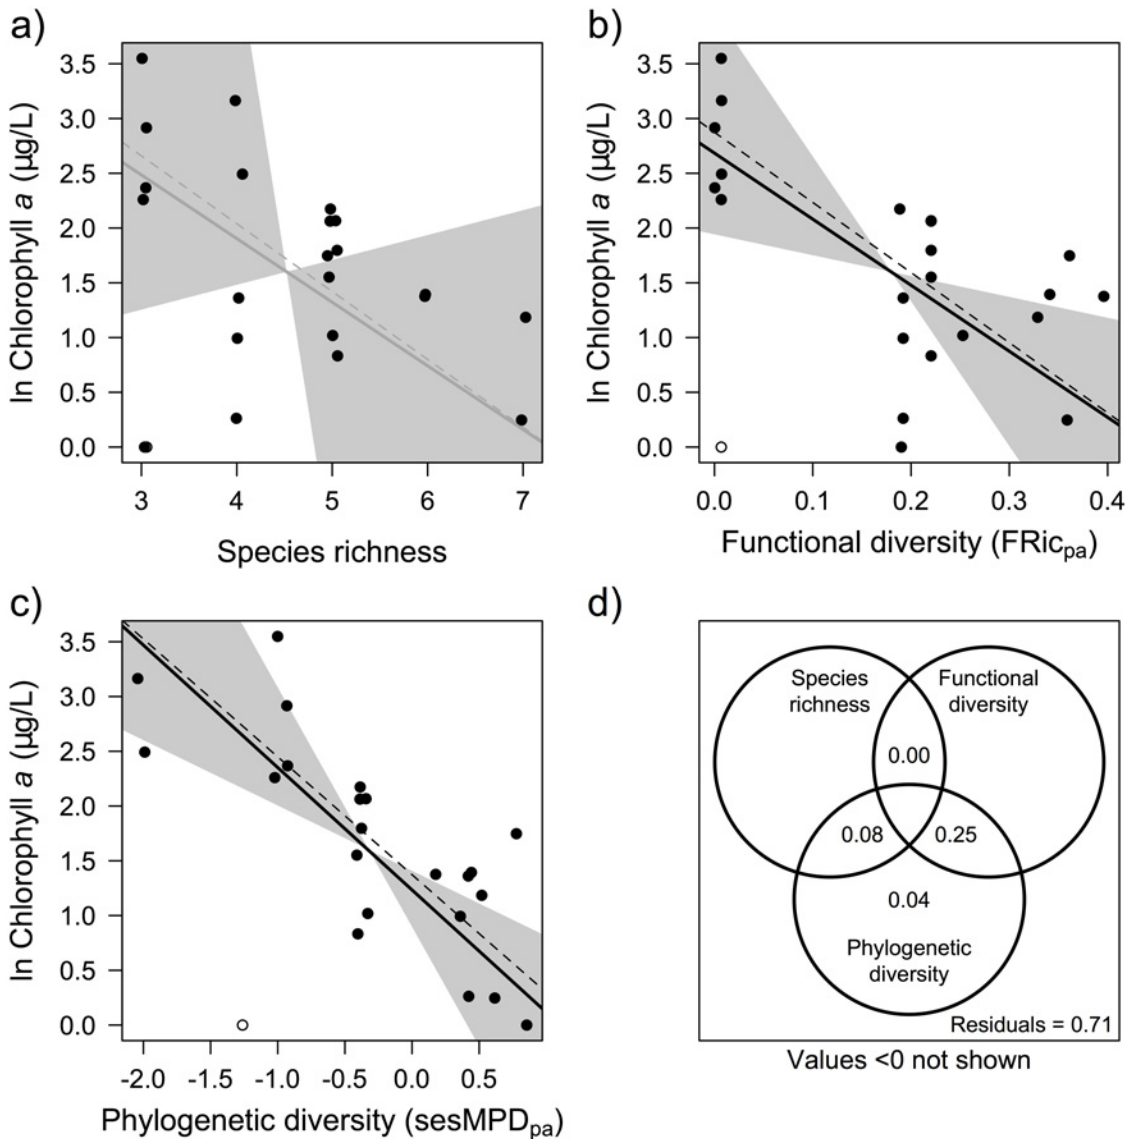 a)
3.5
3.0
2.5
2.0
1.5
1.0
0.5
0.0
ln Chlorophyll a (µg/L)
3 4 5 6 7
Species richness
b)
3.5
3.0
2.5
2.0
1.5
1.0
0.5
0.0
ln Chlorophyll a (µg/L)
0.0 0.1 0.2 0.3 0.4
Functional diversity (FRicpa)
c)
3.5
3.0
2.5
2.0
1.5
1.0
0.5
0.0
ln Chlorophyll a (µg/L)
-2.0 -1.5 -1.0 -0.5 0.0 0.5
Phylogenetic diversity (sesMPDpa)
d)
Species
richness
Functional
diversity
0.00
0.08
0.25
0.04
Phylogenetic
diversity
Residuals = 0.71
Values <0 not shown